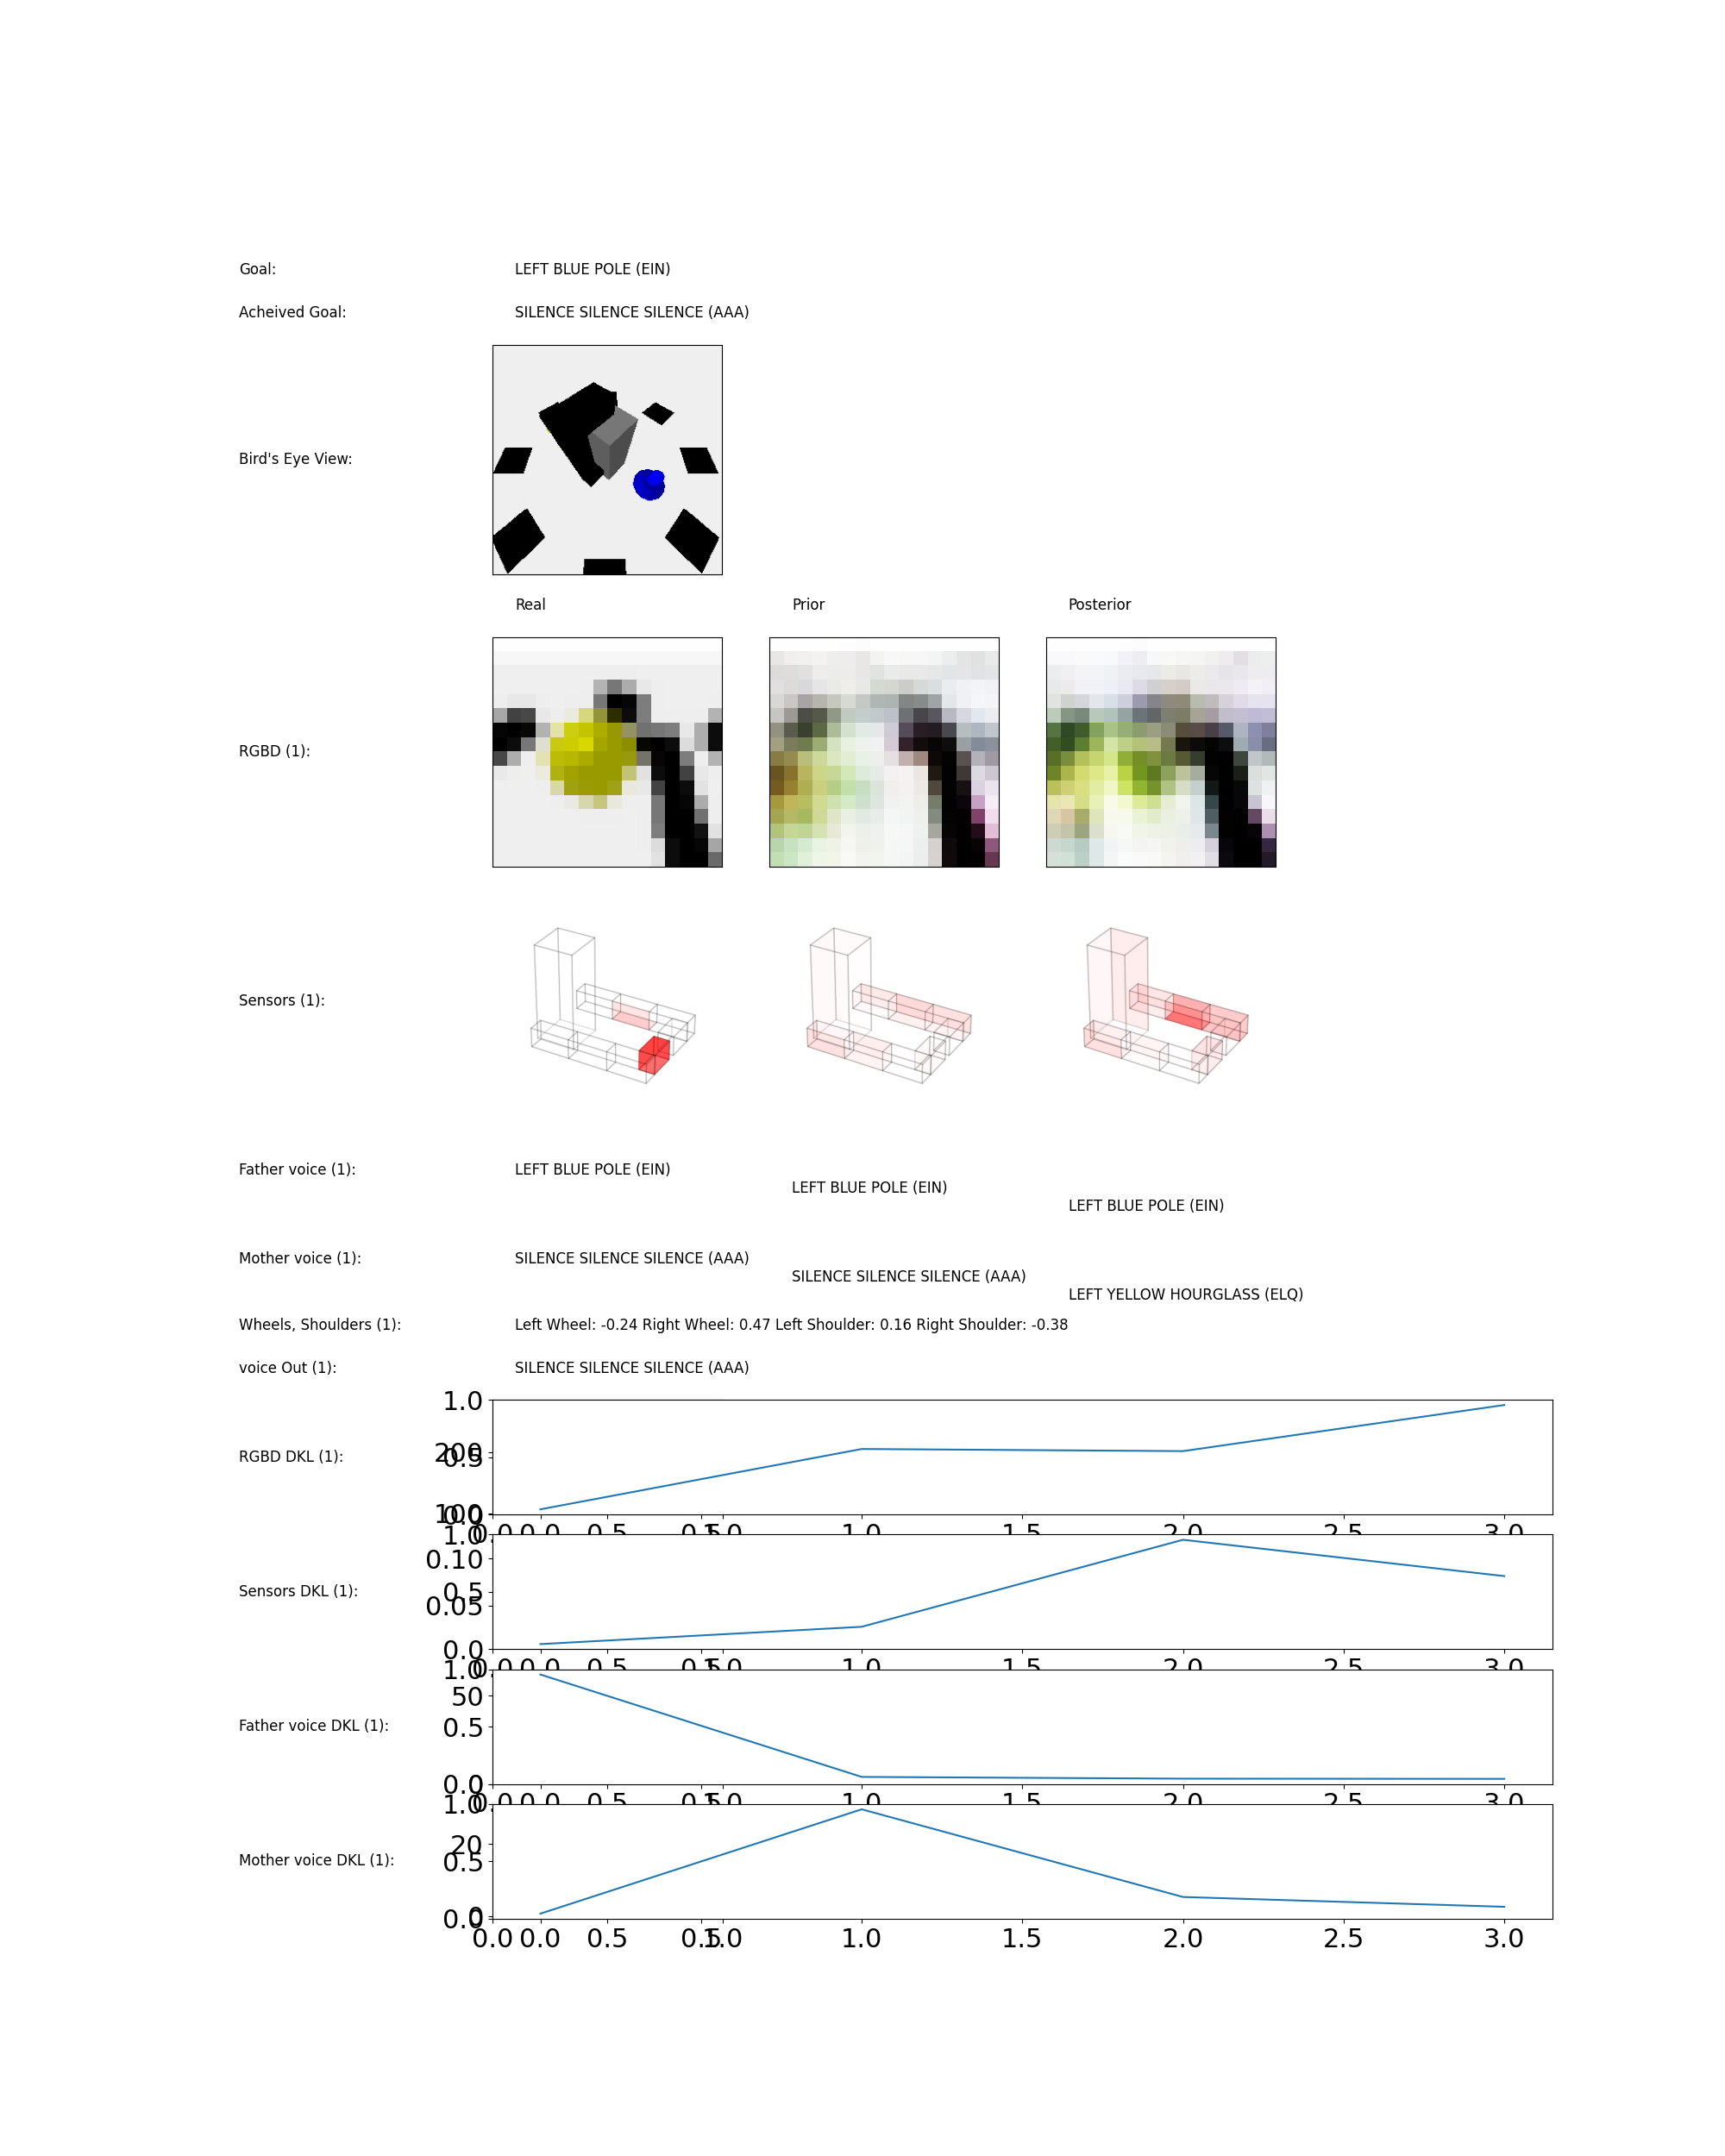 Goal: LEFT BLUE POLE (EIN)
Acheived Goal: SILENCE SILENCE SILENCE (AAA)
Bird's Eye View:
Real Prior Posterior
RGBD (1):
Sensors (1):
Father voice (1): LEFT BLUE POLE (EIN)
LEFT BLUE POLE (EIN)
LEFT BLUE POLE (EIN)
Mother voice (1): SILENCE SILENCE SILENCE (AAA)
SILENCE SILENCE SILENCE (AAA)
LEFT YELLOW HOURGLASS (ELQ)
Wheels, Shoulders (1): Left Wheel: -0.24 Right Wheel: 0.47 Left Shoulder: 0.16 Right Shoulder: -0.38
voice Out (1): SILENCE SILENCE SILENCE (AAA)
1.0
200
RGBD DKL (1): 0.5
100
0.0
0.0 0.0 0.5 0.5 1.0 1.0 1.5 2.0 2.5 3.0
1.0
0.10
Sensors DKL (1): 0.5
0.05
0.0
0.0 0.0 0.5 0.5 1.0 1.0 1.5 2.0 2.5 3.0
1.0
50
Father voice DKL (1): 0.5
0.0
0
0.0 0.0 0.5 0.5 1.0 1.0 1.5 2.0 2.5 3.0
1.0
20
Mother voice DKL (1): 0.5
0
0.0
0.0 0.0 0.5 0.5 1.0 1.0 1.5 2.0 2.5 3.0